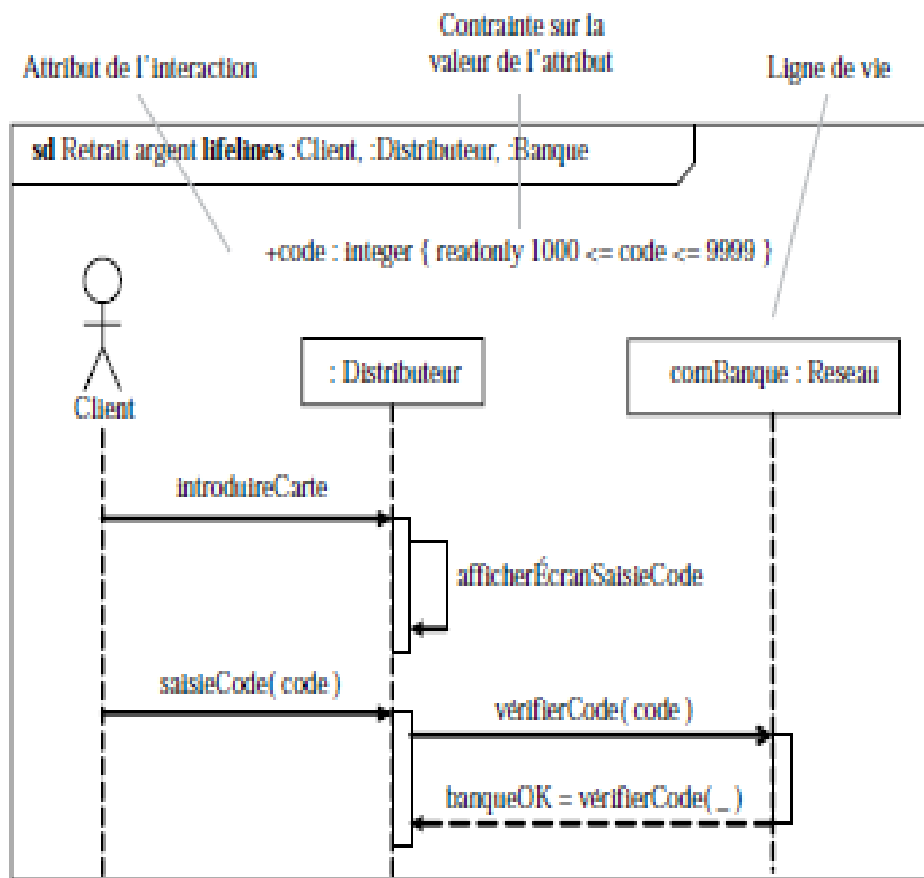 Contrainte sur la
valeur de l'attribut
Attribut de l'interaction
Ligne de vie
sd Retrait argent lifelines :Client, :Distributeur, :Banque
+code : integer { readonly 1000 <= code <= 9999 }
: Distributeur
comBanque : Reseau
Client
introduireCarte
afficherÉcranSaisieCode
saisieCode( code )
vérifierCode( code )
banqueOK = vérifierCode( _ )